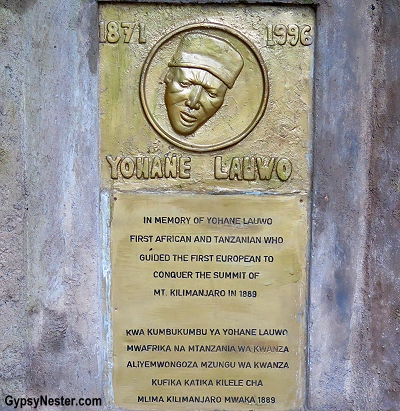 1871 1996
YOHANE LAUWO
IN MEMORY OF YOHANE LAUWO
FIRST AFRICAN AND TANZANIAN WHO
GUIDED THE FIRST EUROPEAN TO
CONQUER THE SUMMIT OF
MT. KILIMANJARO IN 1889
KWA KUMBUKUMBU YA YOHANE LAUWO
MWAFRIKA NA MTANZANIA WA KWANZA
ALIYEMWONGOZA MZUNGU WA KWANZA
KUFIKA KATIKA KILELE CHA
MLIMA KILIMANJARO MWAKA 1889
GypsyNester.com